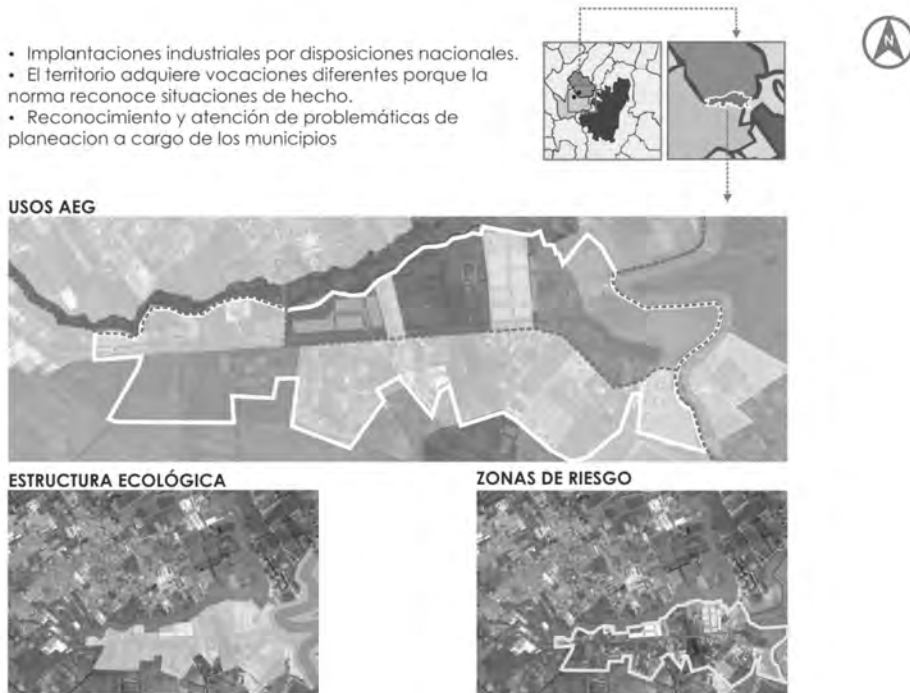 • Implantaciones industriales por disposiciones nacionales.
• El territorio adquiere vocaciones diferentes porque la
norma reconoce situaciones de hecho.
• Reconocimiento y atención de problemáticas de
planeacion a cargo de los municipios
N
USOS AEG
ESTRUCTURA ECOLÓGICA
ZONAS DE RIESGO